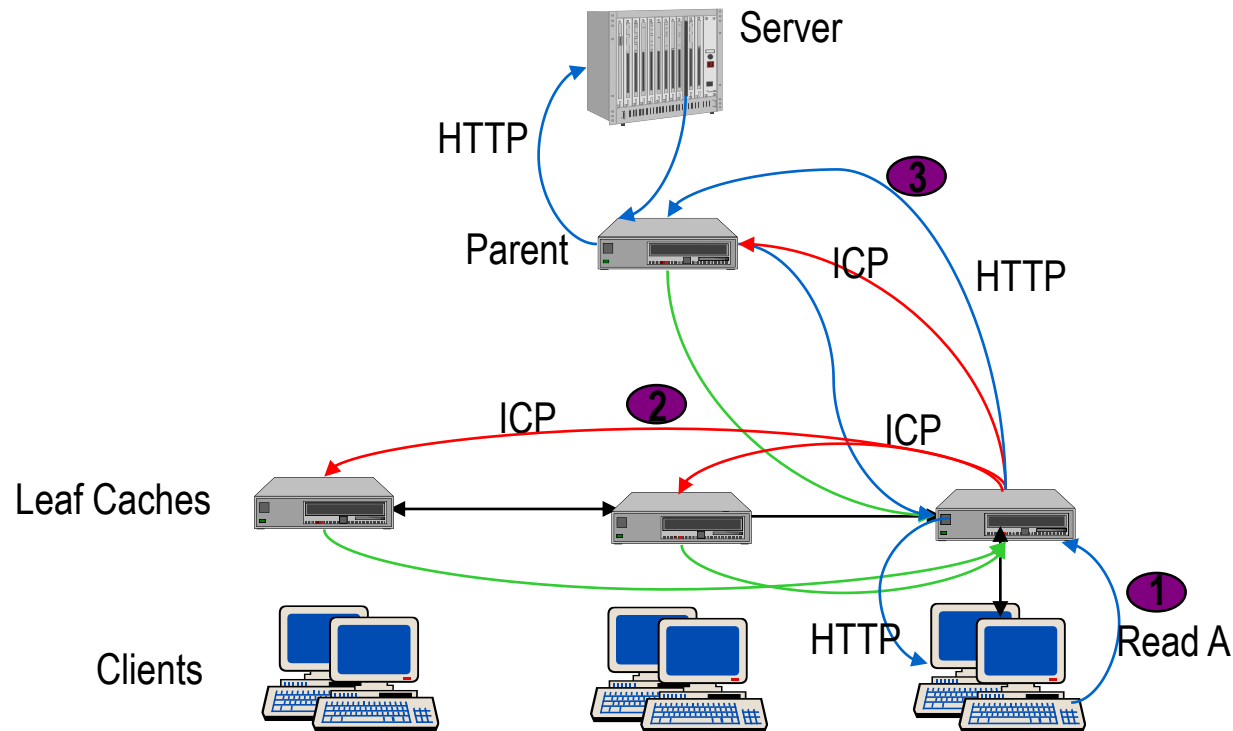 Server
HTTP
3
Parent
ICP
HTTP
ICP
2
ICP
Leaf Caches
1
HTTP
Read A
Clients